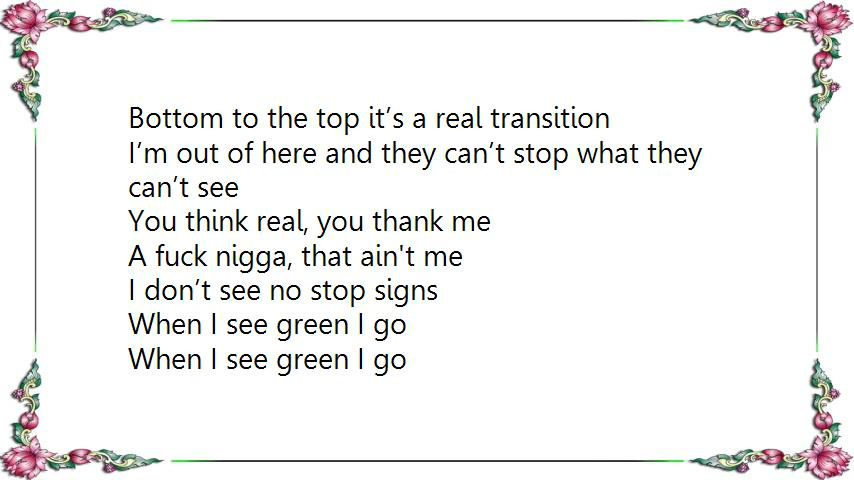 Bottom to the top it’s a real transition
I’m out of here and they can’t stop what they
can’t see
You think real, you thank me
A fuck nigga, that ain't me
I don’t see no stop signs
When I see green I go
When I see green I go